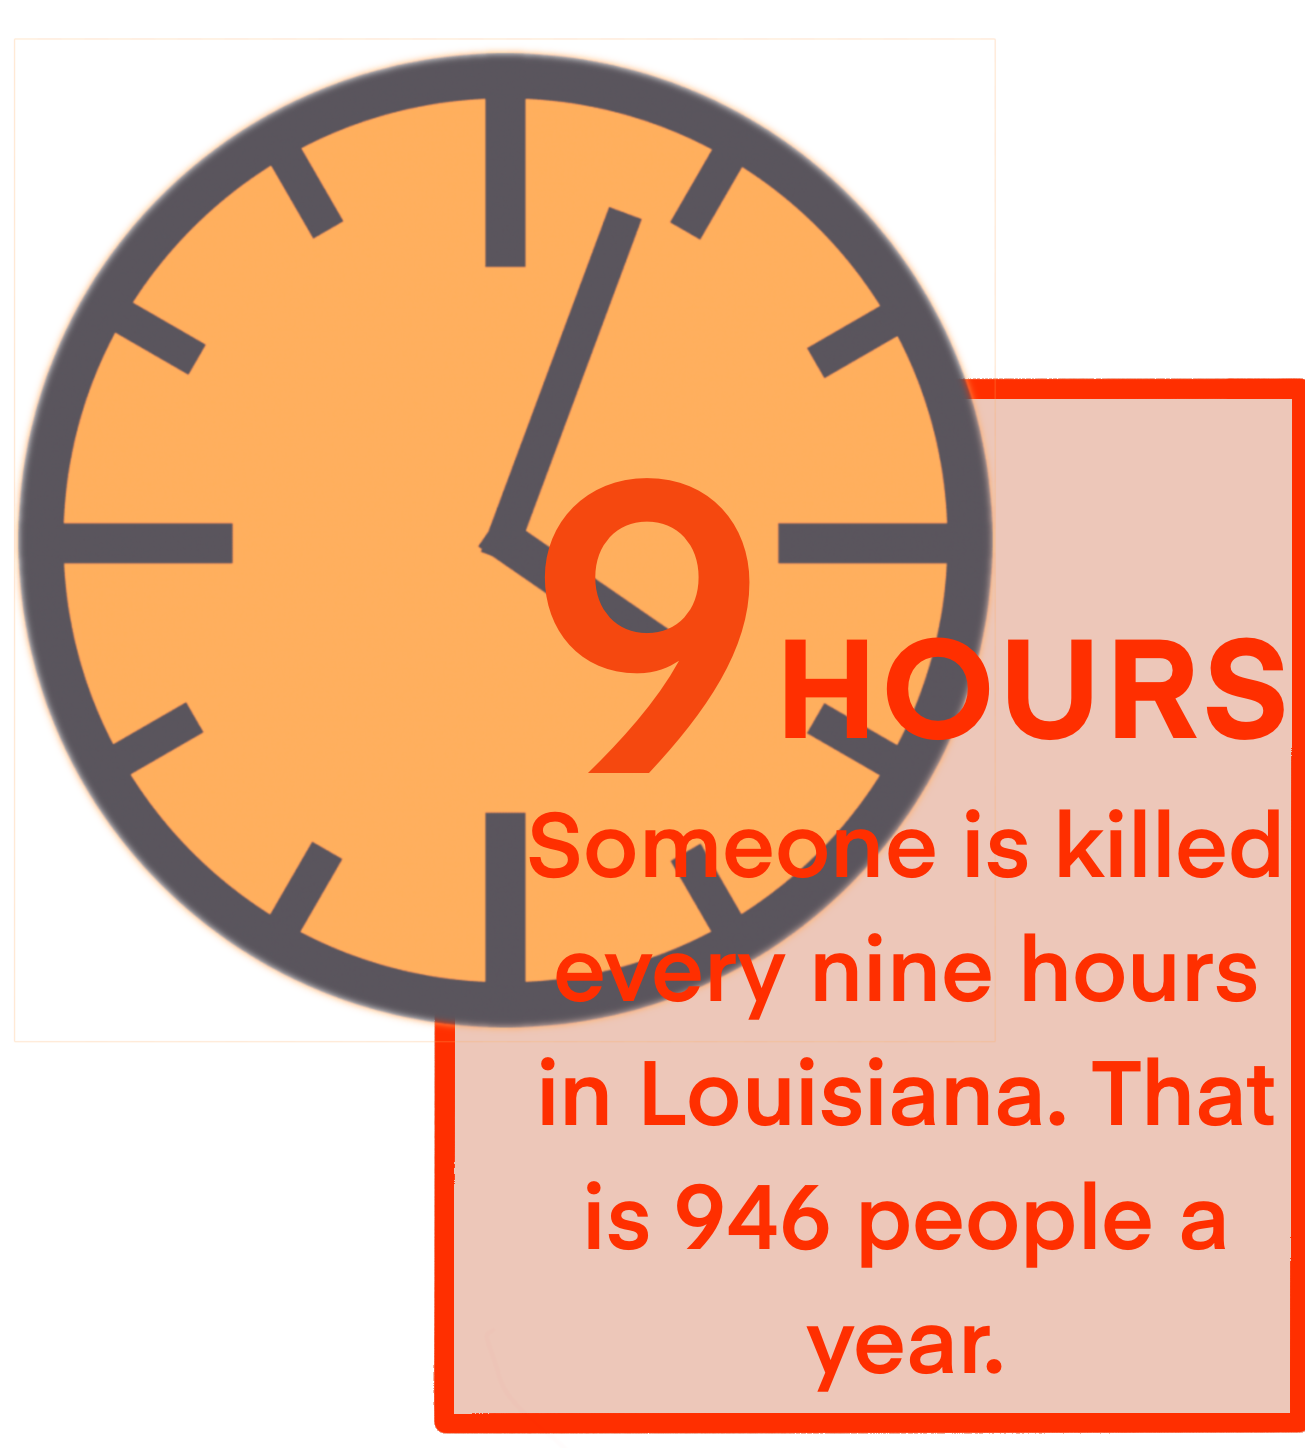 9 HOURS
Someone is killed
every nine hours
in Louisiana. That
is 946 people a
year.